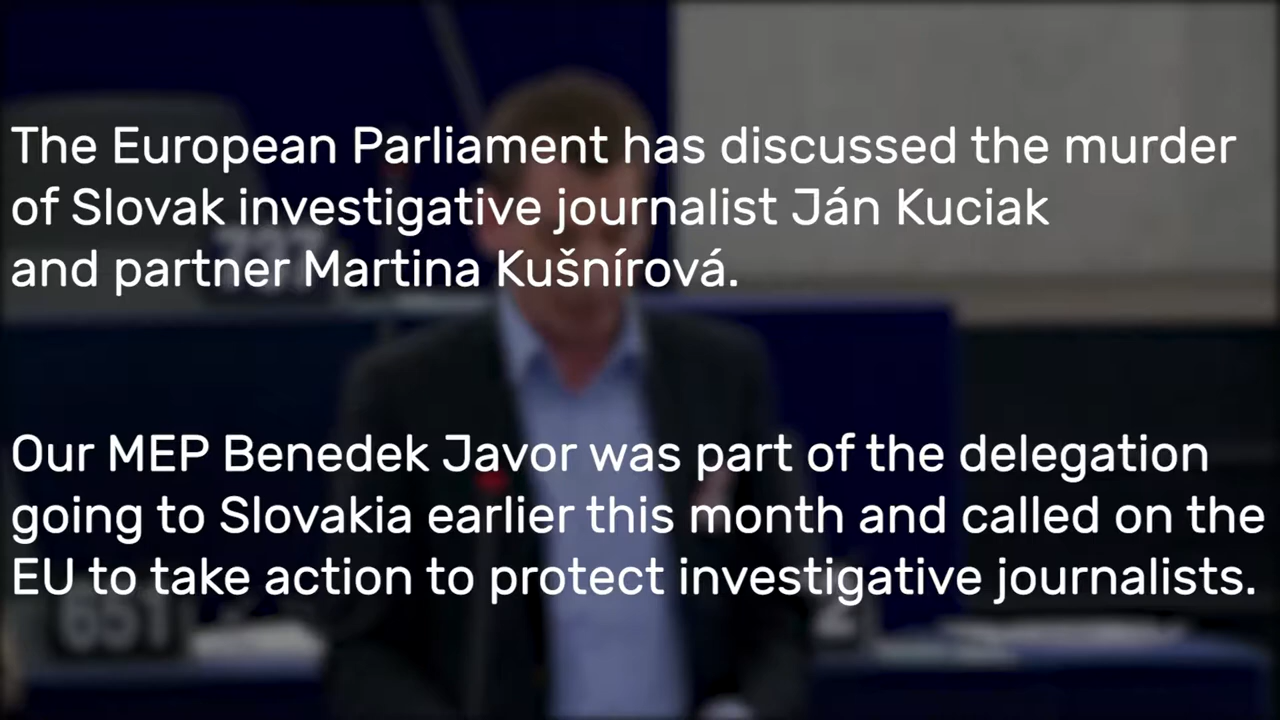 The European Parliament has discussed the murder
of Slovak investigative journalist Ján Kuciak
and partner Martina Kušnírová.
Our MEP Benedek Javor was part of the delegation
going to Slovakia earlier this month and called on the
EU to take action to protect investigative journalists.
651